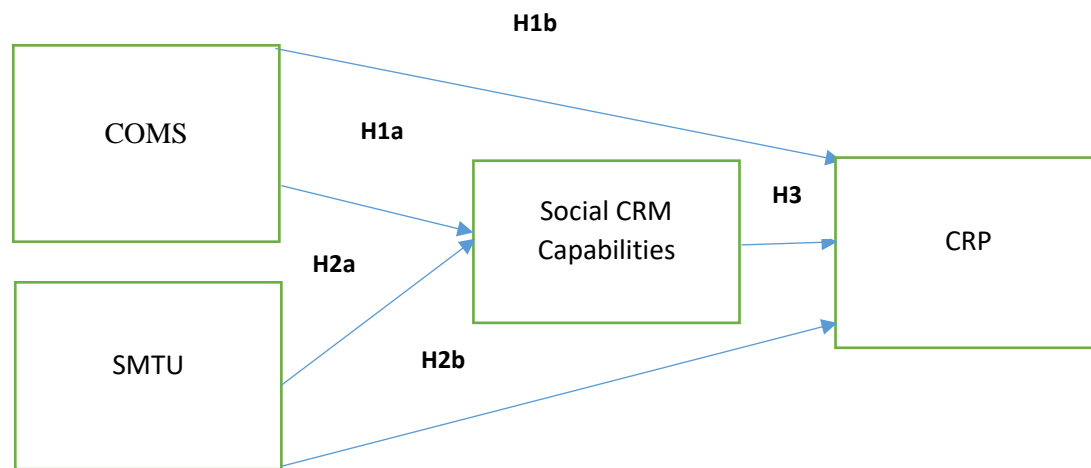 H1b
COMS
H1a
Social CRM
Capabilities
H3
CRP
H2a
SMTU
H2b